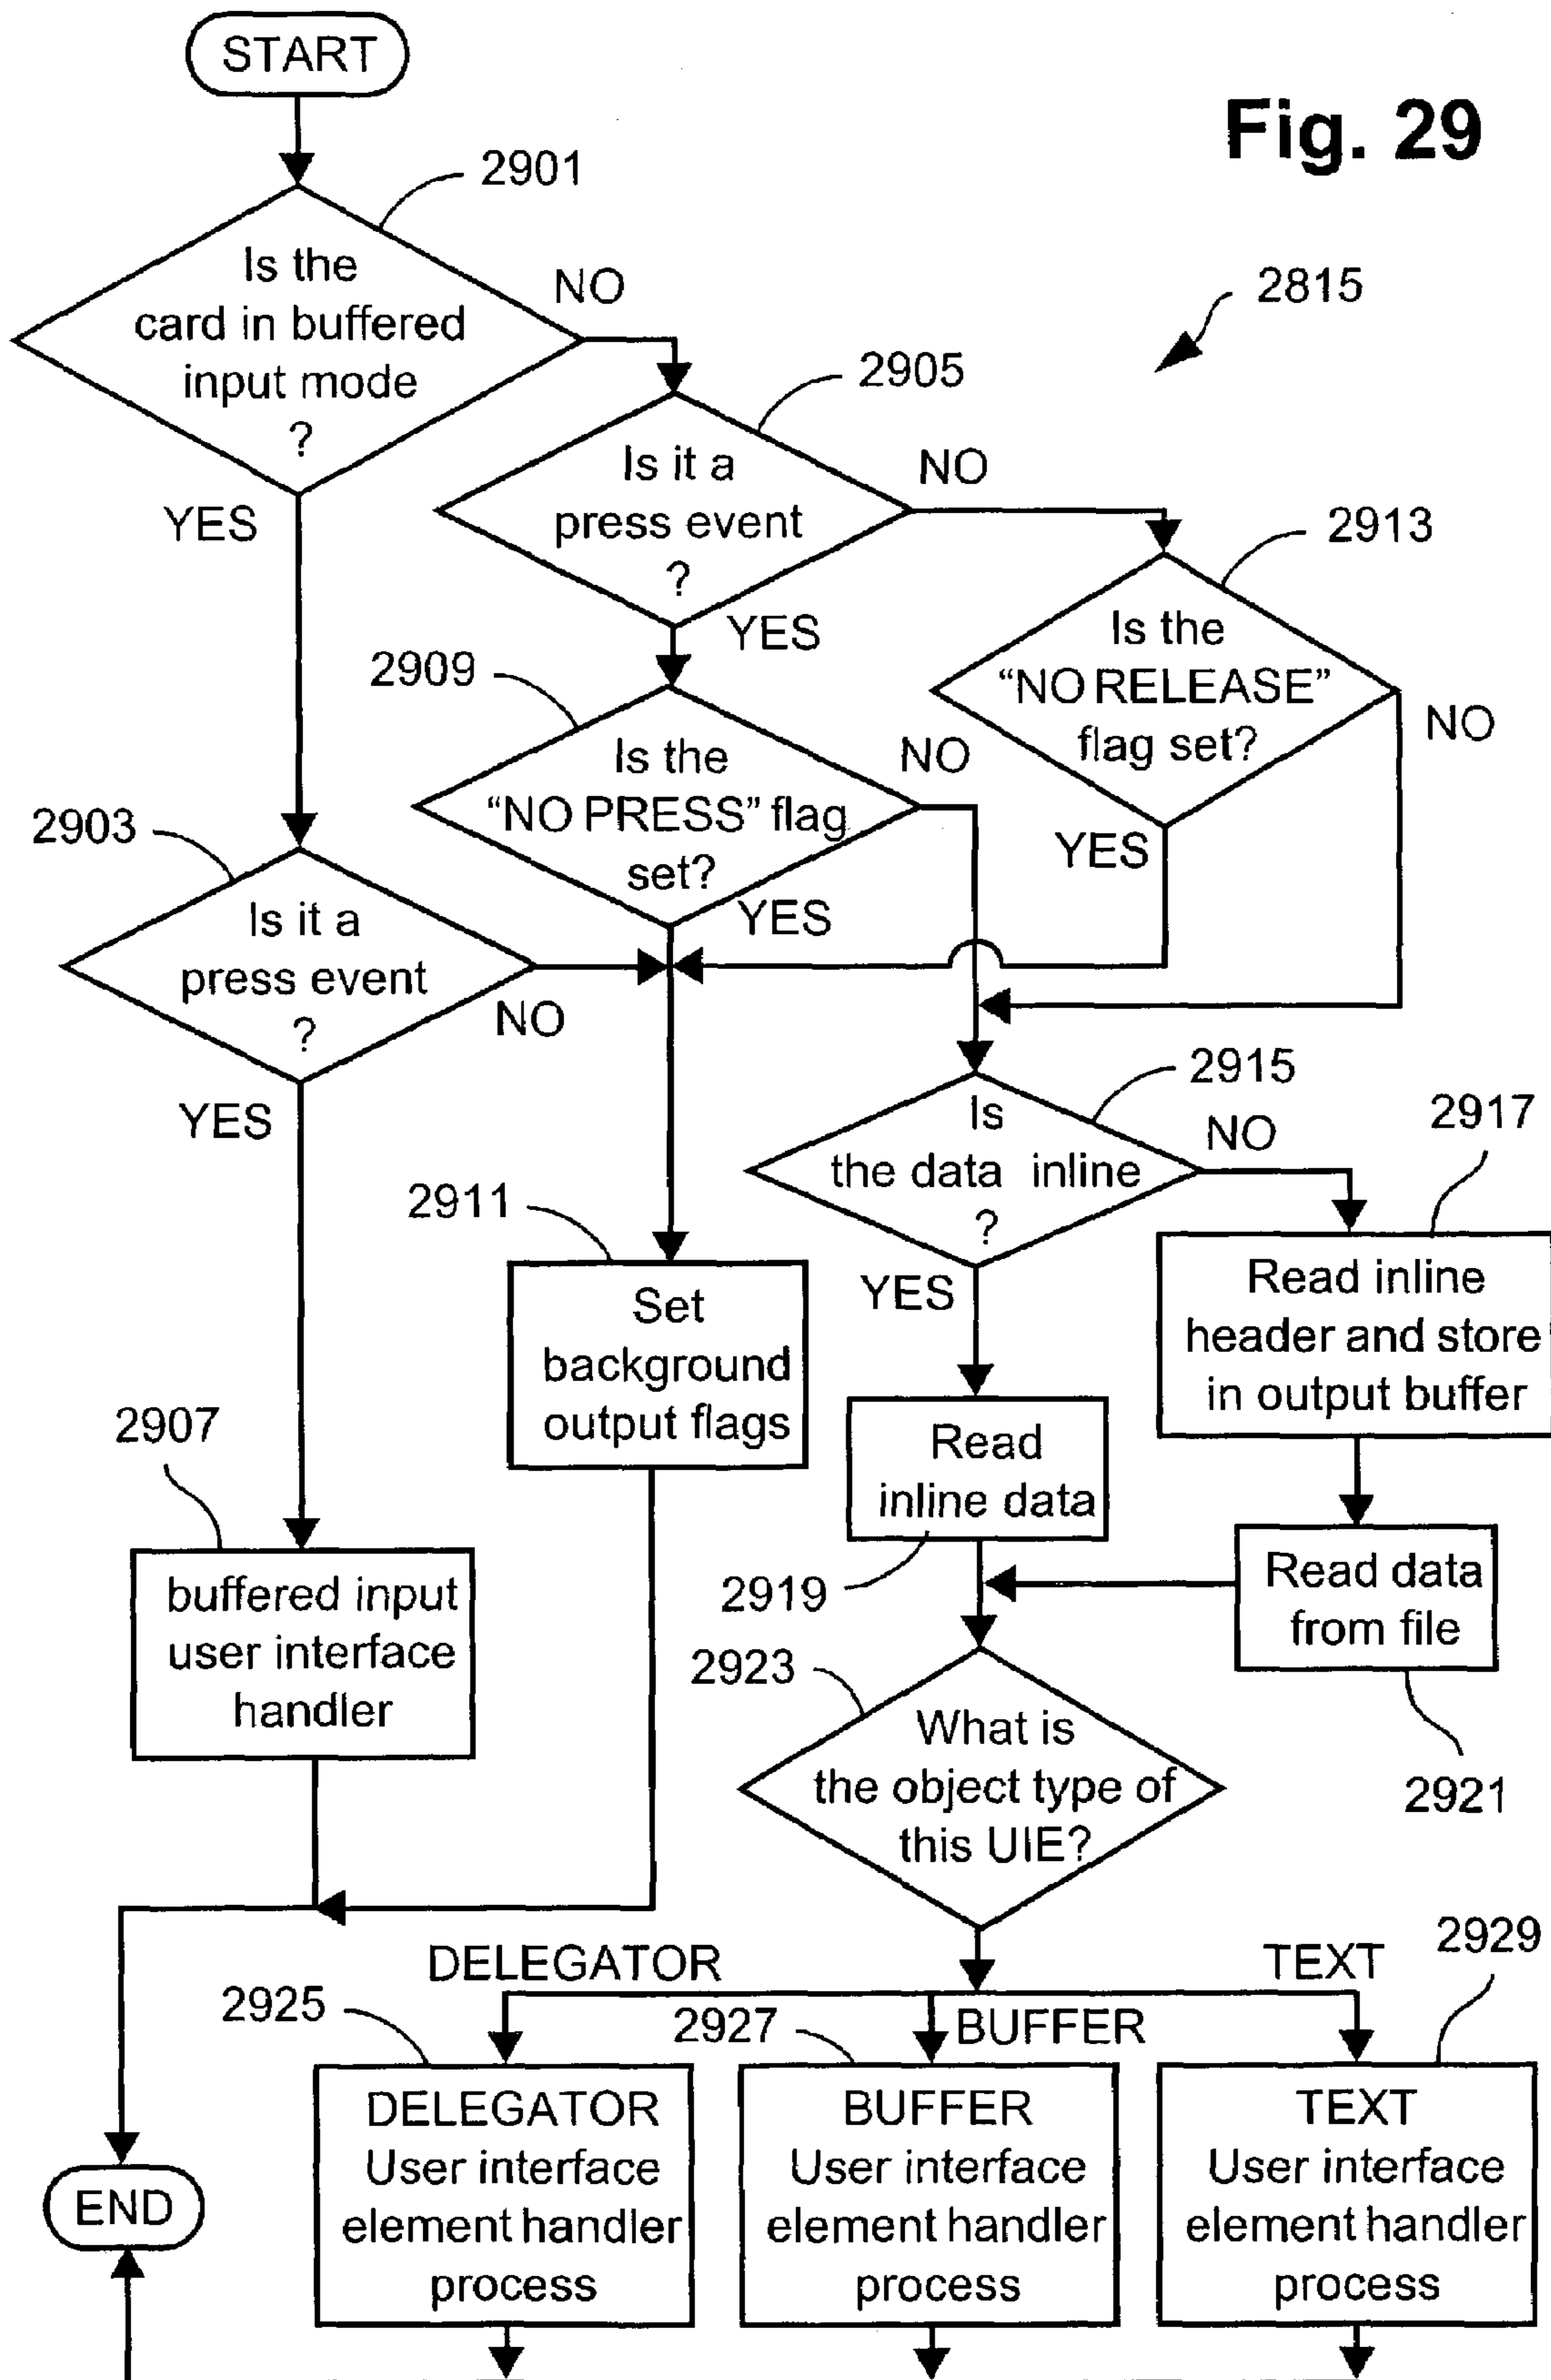 START
Fig. 29
2901
Is the
card in buffered
input mode
?
NO
2815
2905
YES
Is it a
press event
?
NO
2913
YES
Is the
“NO RELEASE”
flag set?
NO
2909
Is the
“NO PRESS” flag
set?
NO
YES
YES
2903
Is it a
press event
?
NO
YES
2915
Is
the data inline
?
NO
2917
YES
2911
Set
background
output flags
Read inline
header and store
in output buffer
2907
Read
inline data
2919
buffered input
user interface
handler
Read data
from file
2921
2923
What is
the object type of
this UIE?
DELEGATOR
TEXT
2929
2925
2927
BUFFER
DELEGATOR
User interface
element handler
process
BUFFER
User interface
element handler
process
TEXT
User interface
element handler
process
END